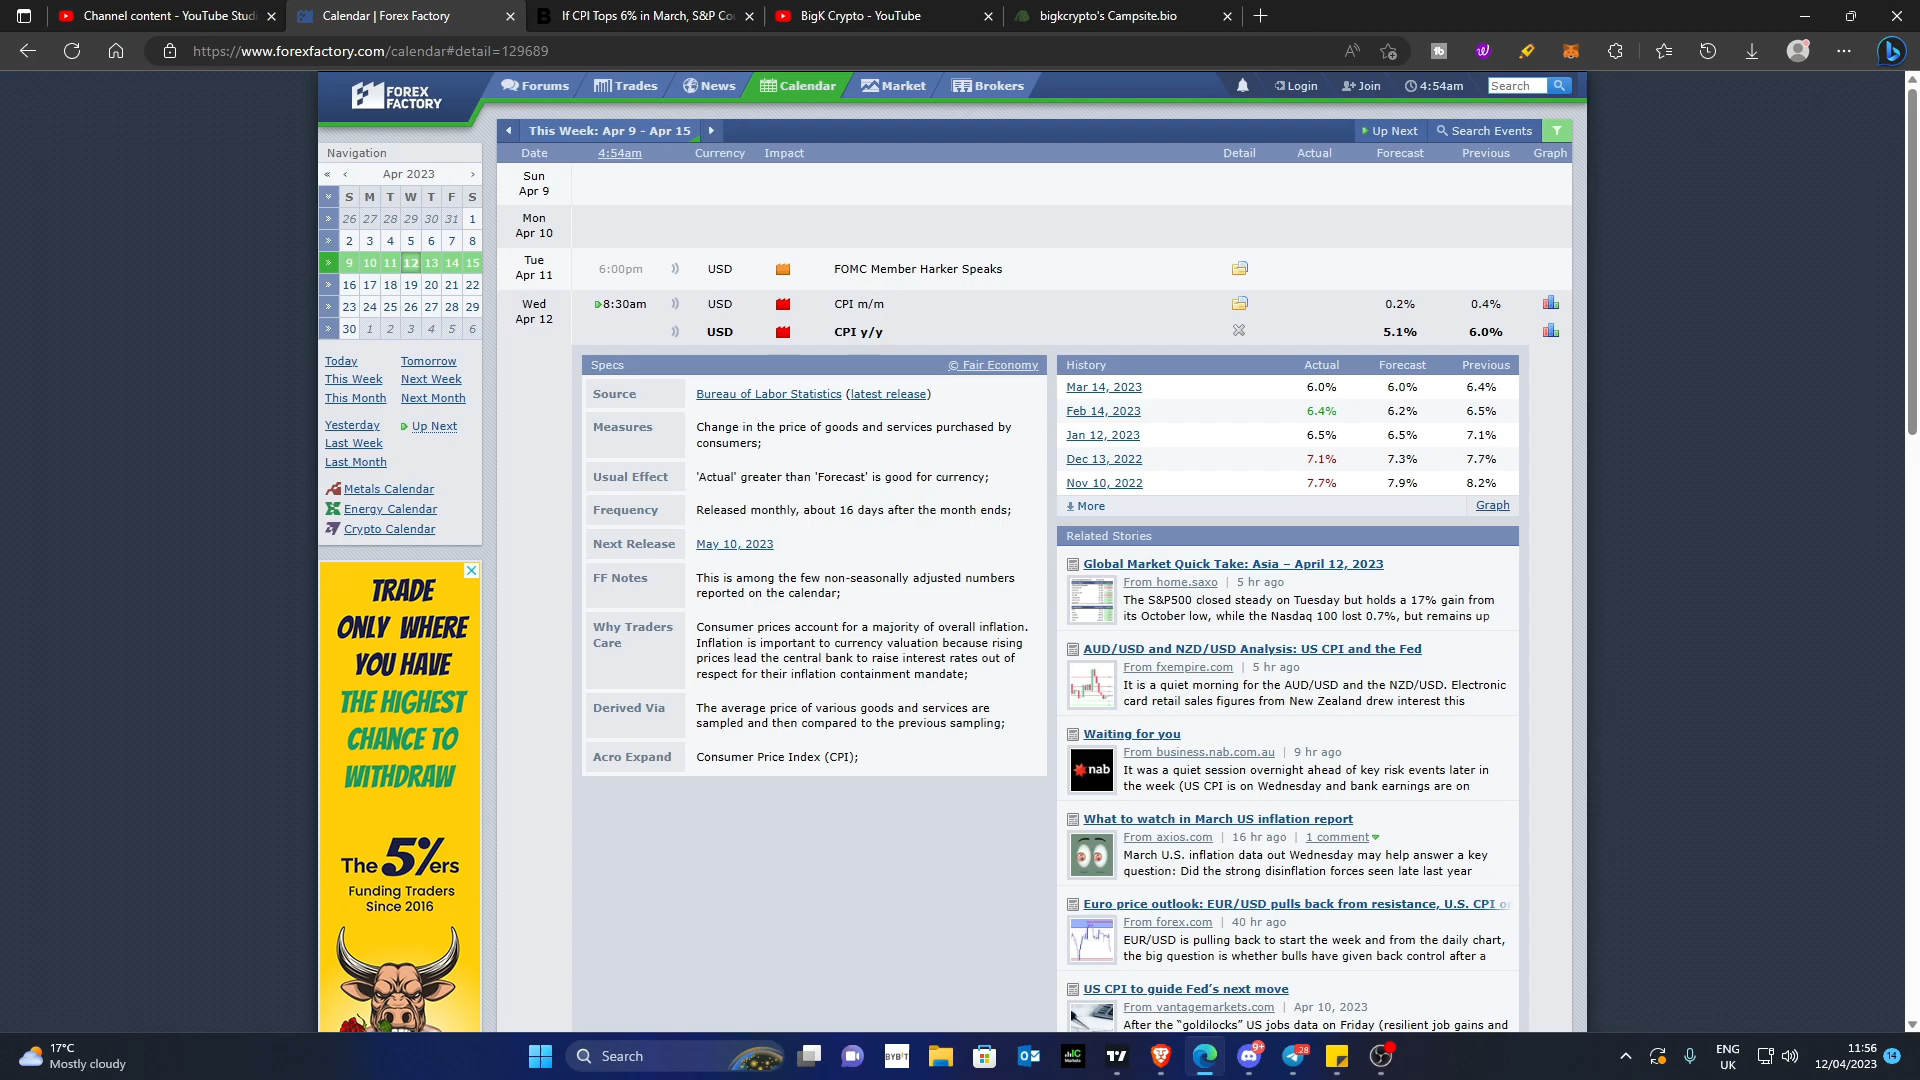 Channel content - YouTube Studi
Calendar | Forex Factory
If CPI Tops 6% in March, S&P Co
BigK Crypto - YouTube
bigkcrypto's Campsite.bio
https://www.forexfactory.com/calendar#detail=129689
FOREX
FACTORY
Forums
Trades
News
Calendar
Market
Brokers
Login
Join
4:54am
Search
This Week: Apr 9 - Apr 15
Up Next
Search Events
Navigation
Date 4:54am Currency Impact Detail Actual Forecast Previous Graph
« ‹ Apr 2023 ›
S M T W T F S
26 27 28 29 30 31 1
2 3 4 5 6 7 8
9 10 11 12 13 14 15
16 17 18 19 20 21 22
23 24 25 26 27 28 29
30 1 2 3 4 5 6
Today Tomorrow
This Week Next Week
This Month Next Month
Yesterday Up Next
Last Week
Last Month
Metals Calendar
Energy Calendar
Crypto Calendar
Sun
Apr 9
Mon
Apr 10
Tue
Apr 11
6:00pm USD FOMC Member Harker Speaks
Wed
Apr 12
8:30am USD CPI m/m 0.2% 0.4%
USD CPI y/y 5.1% 6.0%
Specs © Fair Economy
Source Bureau of Labor Statistics (latest release)
Measures Change in the price of goods and services purchased by
consumers;
Usual Effect 'Actual' greater than 'Forecast' is good for currency;
Frequency Released monthly, about 16 days after the month ends;
Next Release May 10, 2023
FF Notes This is among the few non-seasonally adjusted numbers
reported on the calendar;
Why Traders
Care
Consumer prices account for a majority of overall inflation.
Inflation is important to currency valuation because rising
prices lead the central bank to raise interest rates out of
respect for their inflation containment mandate;
Derived Via The average price of various goods and services are
sampled and then compared to the previous sampling;
Acro Expand Consumer Price Index (CPI);
History Actual Forecast Previous
Mar 14, 2023 6.0% 6.0% 6.4%
Feb 14, 2023 6.4% 6.2% 6.5%
Jan 12, 2023 6.5% 6.5% 7.1%
Dec 13, 2022 7.1% 7.3% 7.7%
Nov 10, 2022 7.7% 7.9% 8.2%
More Graph
Related Stories
Global Market Quick Take: Asia – April 12, 2023
From home.saxo | 5 hr ago
The S&P500 closed steady on Tuesday but holds a 17% gain from
its October low, while the Nasdaq 100 lost 0.7%, but remains up
AUD/USD and NZD/USD Analysis: US CPI and the Fed
From fxempire.com | 5 hr ago
It is a quiet morning for the AUD/USD and the NZD/USD. Electronic
card retail sales figures from New Zealand drew interest this
Waiting for you
From business.nab.com.au | 9 hr ago
nab
It was a quiet session overnight ahead of key risk events later in
the week (US CPI is on Wednesday and bank earnings are on
What to watch in March US inflation report
From axios.com | 16 hr ago | 1 comment
March U.S. inflation data out Wednesday may help answer a key
question: Did the strong disinflation forces seen late last year
Euro price outlook: EUR/USD pulls back from resistance, U.S. CPI o
From forex.com | 40 hr ago
EUR/USD is pulling back to start the week and from the daily chart,
the big question is whether bulls have given back control after a
US CPI to guide Fed's next move
From vantagemarkets.com | Apr 10, 2023
After the "goldilocks" US jobs data on Friday (resilient job gains and
TRADE
ONLY WHERE
YOU HAVE
THE HIGHEST
CHANCE TO
WITHDRAW
The 5%ers
Funding Traders
Since 2016
17°C
Mostly cloudy
Search
BYBIT
IC
Markets
9+
28
ENG
UK
11:56
12/04/2023
14